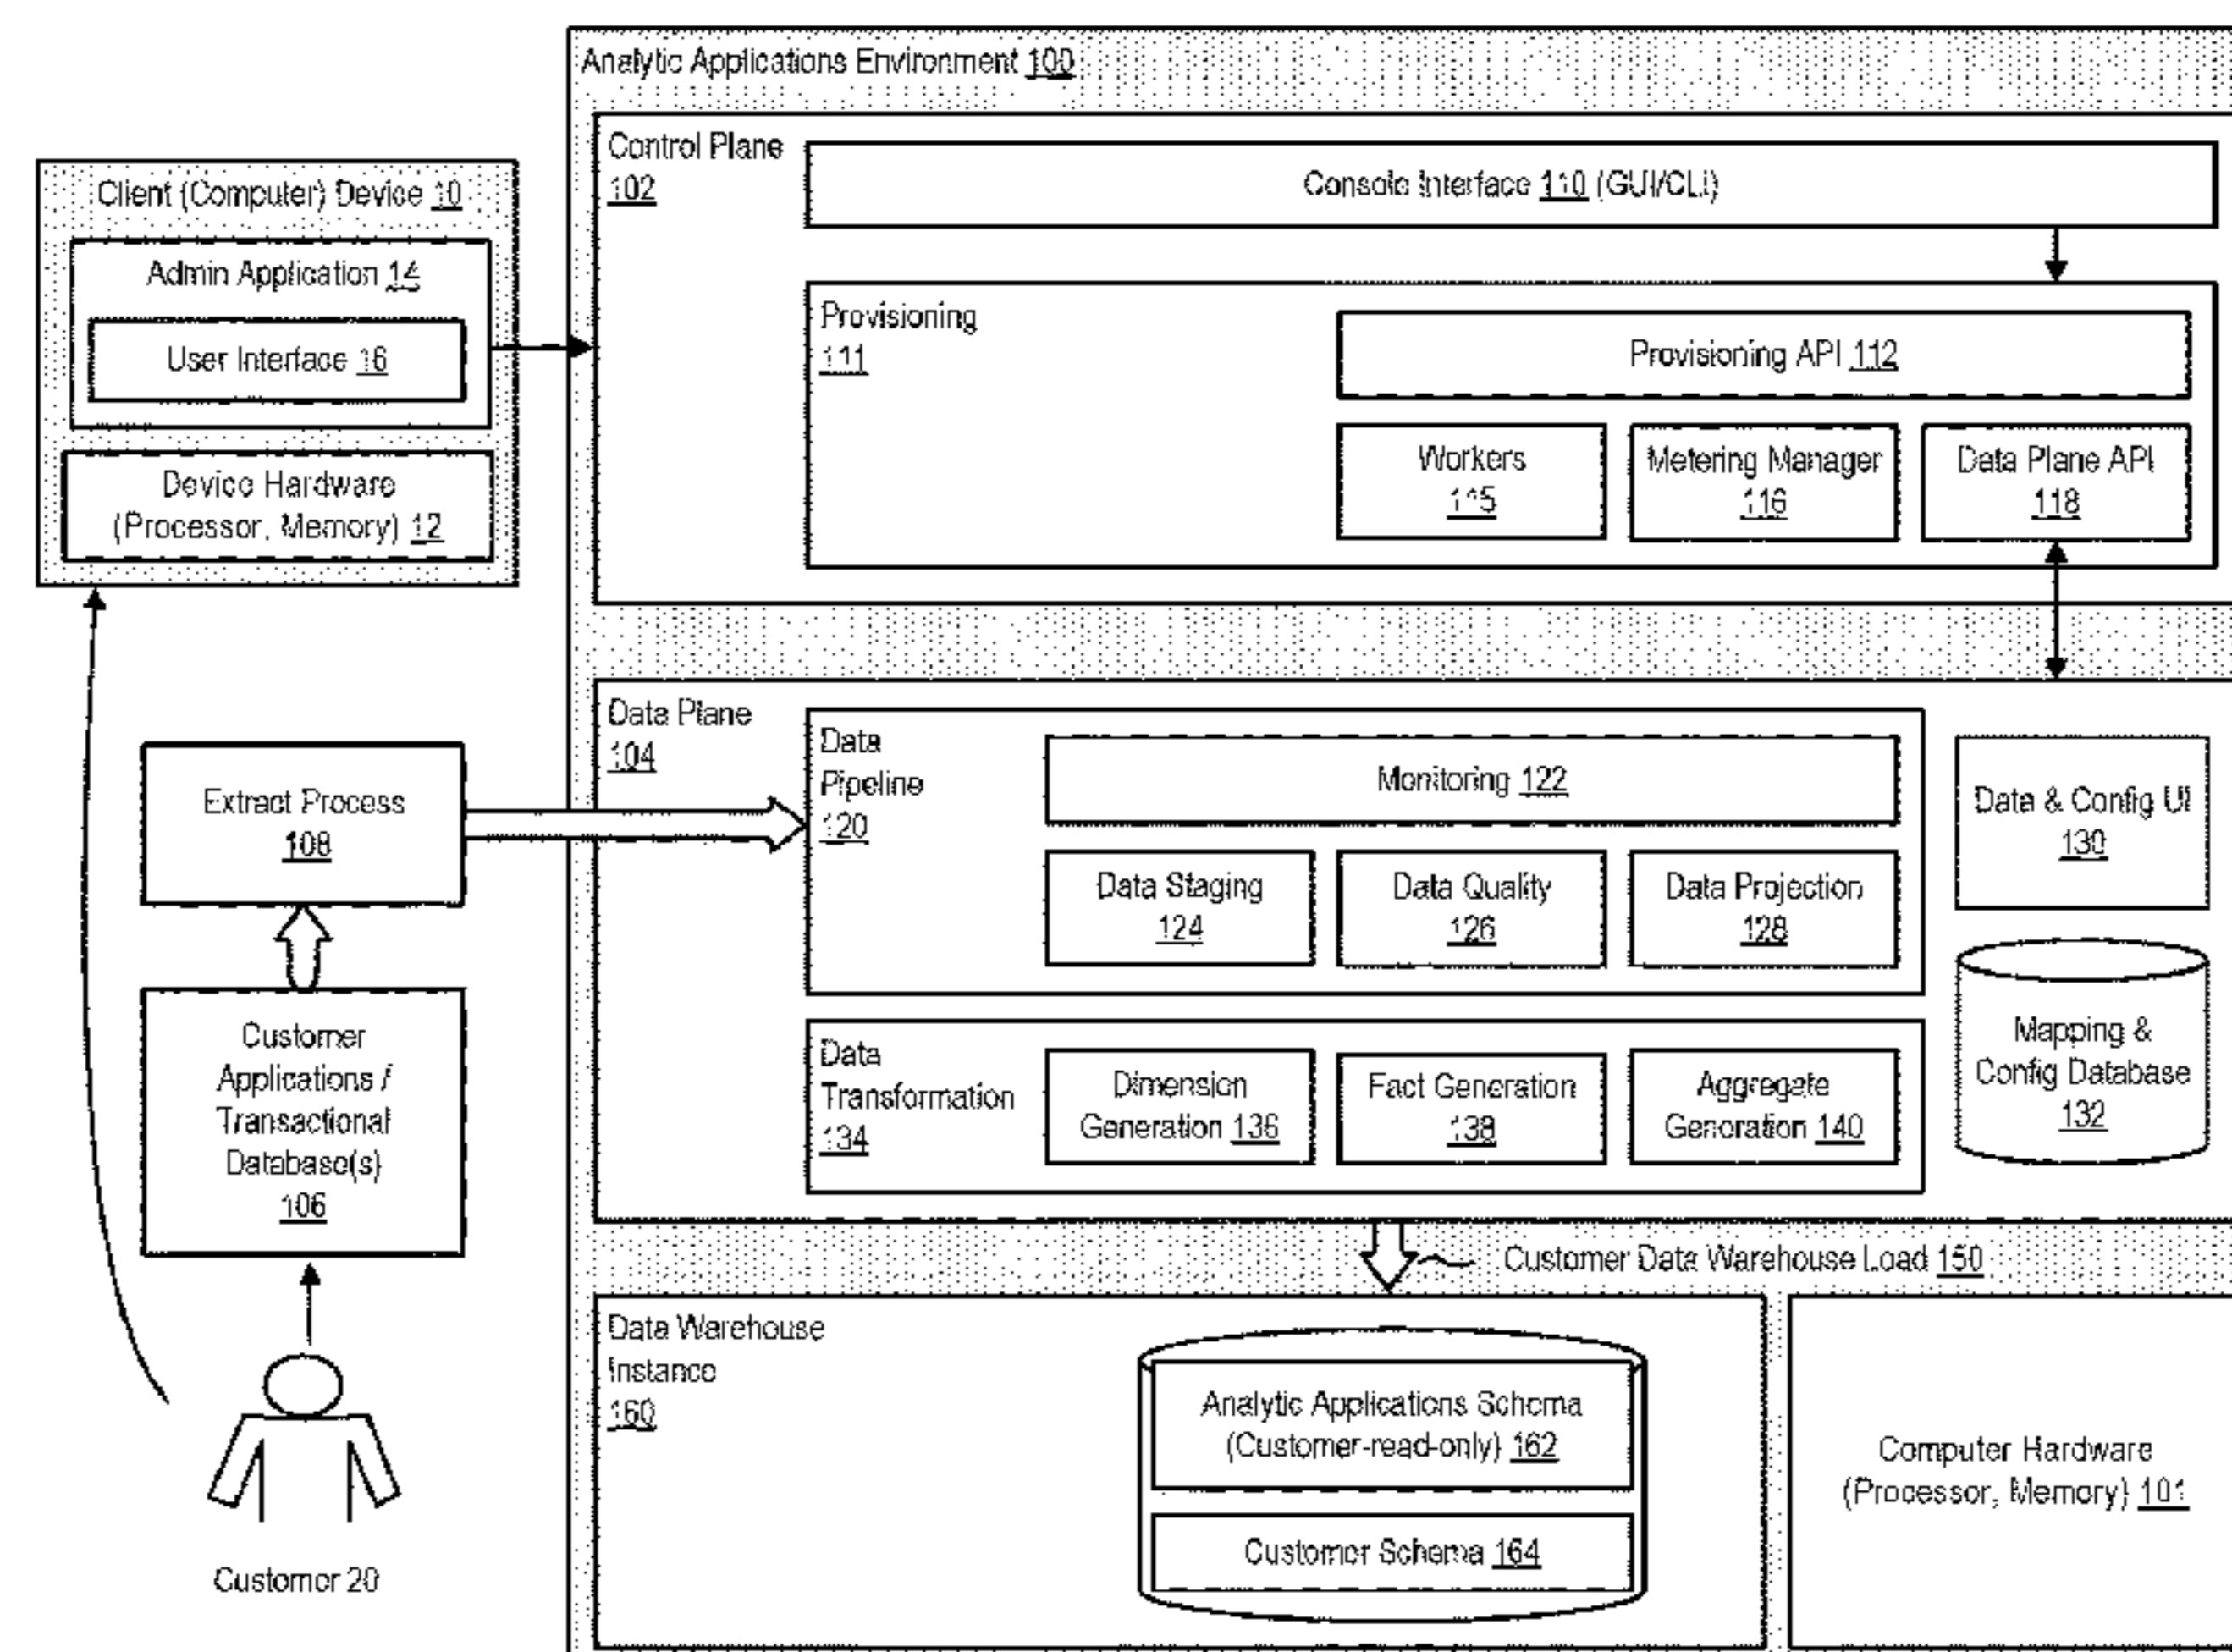 Analytic Applications Environment 100
Control Plane
102
Console Interface 110 (GUI/CLI)
Client (Computer) Device 10
Admin Application 14
User Interface 16
Device Hardware
(Processor, Memory) 12
Provisioning
111
Provisioning API 112
Workers
115
Metering Manager
116
Data Plane API
118
Data Plane
104
Data
Pipeline
120
Monitoring 122
Data Staging
124
Data Quality
126
Data Projection
128
Data & Config UI
130
Mapping &
Config Database
132
Extract Process
108
Customer
Applications /
Transactional
Database(s)
106
Data
Transformation
134
Dimension
Generation 136
Fact Generation
138
Aggregate
Generation 140
Customer Data Warehouse Load 150
Data Warehouse
Instance
160
Analytic Applications Schema
(Customer-read-only) 162
Customer Schema 164
Computer Hardware
(Processor, Memory) 101
Customer 20